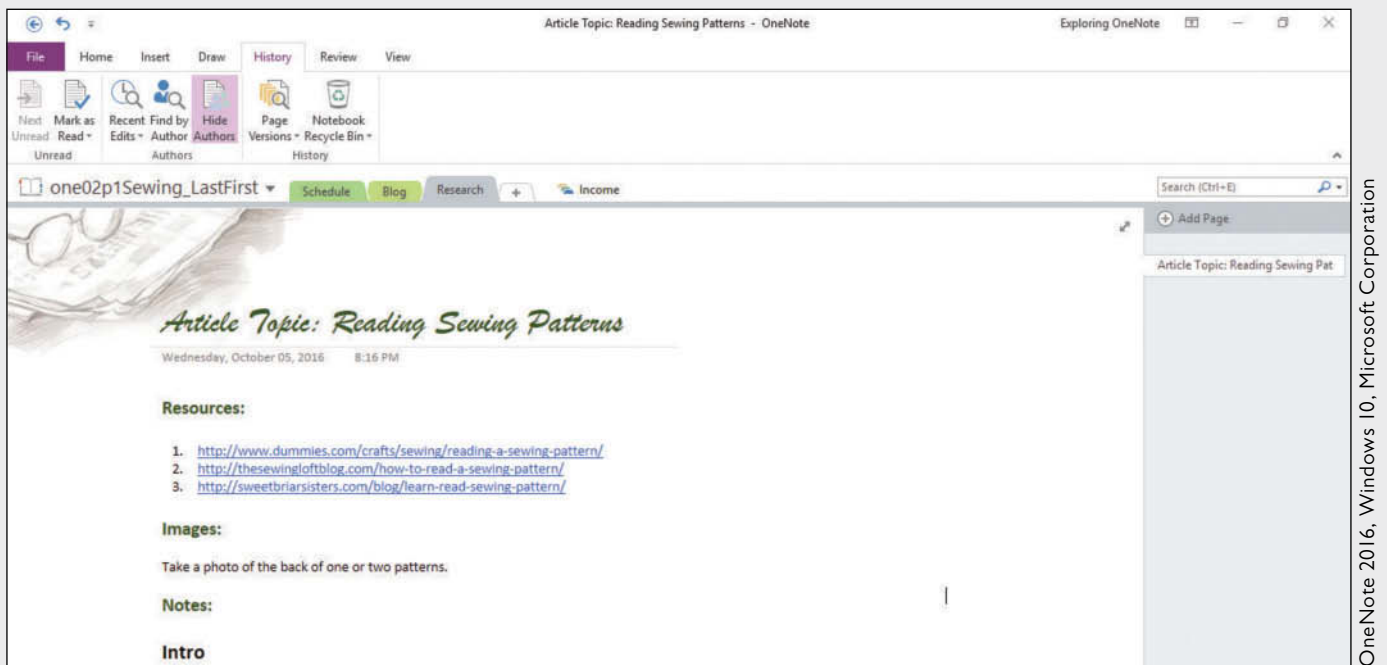 Article Topic: Reading Sewing Patterns - OneNote
Exploring OneNote
File Home Insert Draw History Review View
Next Unread
Mark as Read
Recent Edits
Find by Author
Hide Authors
Page Versions
Notebook Recycle Bin
Unread
Authors
History
one02p1Sewing_LastFirst
Schedule
Blog
Research
+
Income
Search (Ctrl+E)
Add Page
Article Topic: Reading Sewing Pat
Article Topic: Reading Sewing Patterns
Wednesday, October 05, 2016 8:16 PM
Resources:
1. http://www.dummies.com/crafts/sewing/reading-a-sewing-pattern/
2. http://thesewingloftblog.com/how-to-read-a-sewing-pattern/
3. http://sweetbriarsisters.com/blog/learn-read-sewing-pattern/
Images:
Take a photo of the back of one or two patterns.
Notes:
Intro
OneNote 2016, Windows 10, Microsoft Corporation